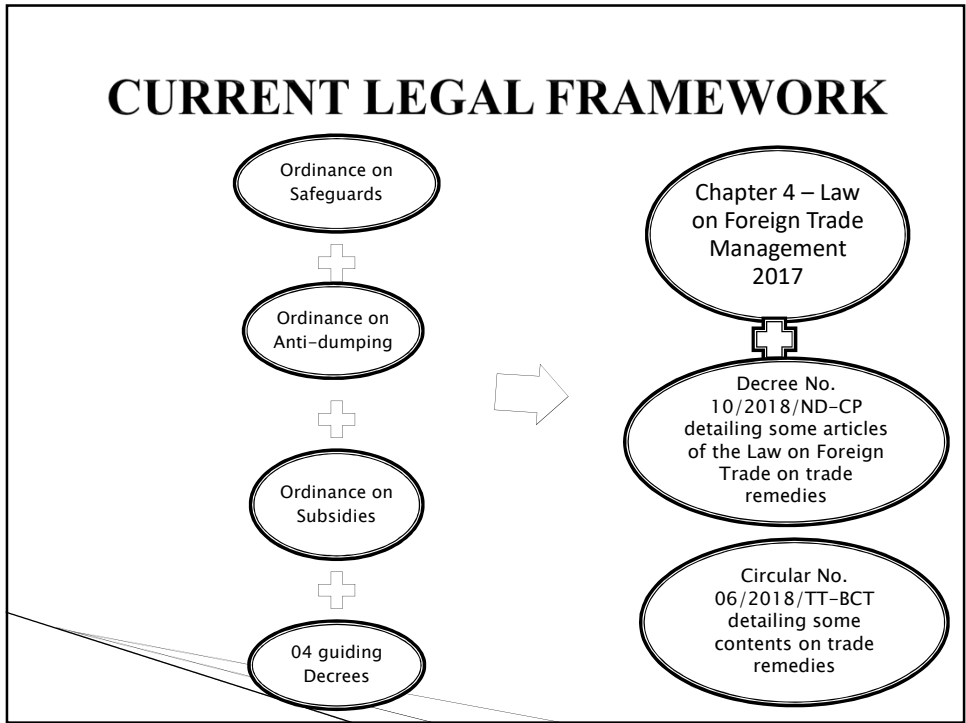 CURRENT LEGAL FRAMEWORK
Ordinance on
Safeguards
Ordinance on
Anti-dumping
Ordinance on
Subsidies
04 guiding
Decrees
Chapter 4 – Law
on Foreign Trade
Management
2017
Decree No.
10/2018/ND-CP
detailing some articles
of the Law on Foreign
Trade on trade
remedies
Circular No.
06/2018/TT-BCT
detailing some
contents on trade
remedies